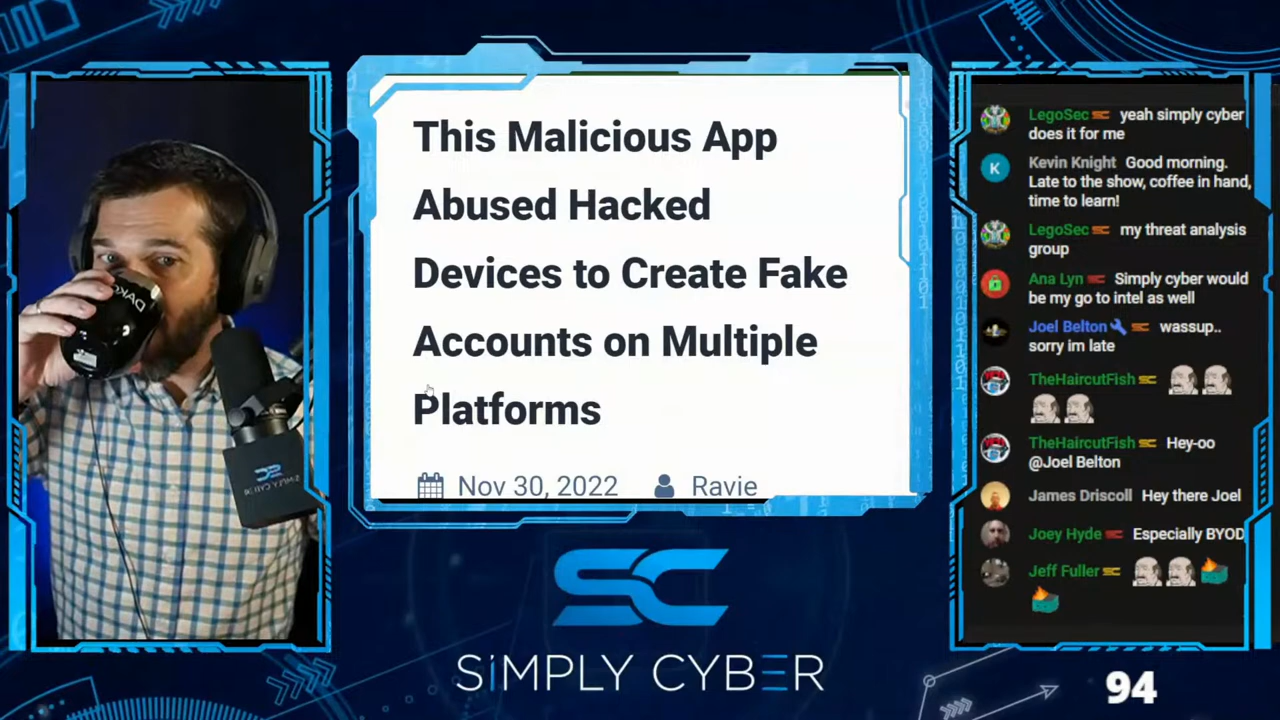 This Malicious App
Abused Hacked
Devices to Create Fake
Accounts on Multiple
Platforms
Nov 30, 2022 Ravie
SC
SiMPLY CYBER
LegoSec yeah simply cyber
does it for me
K
Kevin Knight Good morning.
Late to the show, coffee in hand,
time to learn!
LegoSec my threat analysis
group
Ana Lyn Simply cyber would
be my go to intel as well
Joel Belton wassup..
sorry im late
TheHaircutFish
TheHaircutFish Hey-oo
@Joel Belton
James Driscoll Hey there Joel
Joey Hyde Especially BYOD
Jeff Fuller
94